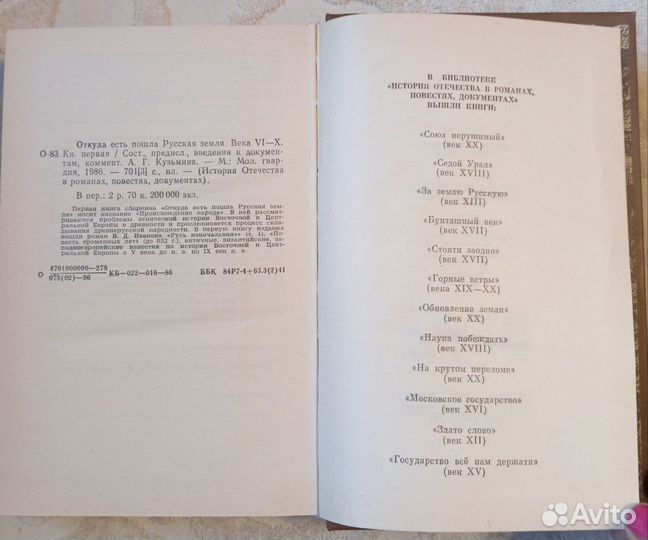 Откуда есть пошла Русская земля. Века VI—X.
О-83 Кн. первая / Сост., предисл., введения к докумен-
там, коммент. А. Г. Кузьмина. — М.: Мол. гвар-
дия, 1986. — 701[3] с., ил. — (История Отечества
в романах, повестях, документах).
В пер.: 2 р. 70 к. 200 000 экз.
Первая книга сборника «Откуда есть пошла Русская зем-
ля» носит название «Происхождение народа». В ней рассмат-
риваются проблемы этнической истории Восточной и Цент-
ральной Европы в древности и прослеживается процесс скла-
дывания древнерусской народности. В первую книгу издания
вошли роман В. Д. Иванова «Русь изначальная» (т. 1), «По-
весть временных лет» (до 852 г.), античные, византийские, за-
падноевропейские известия по истории Восточной и Централь-
ной Европы с V века до н. э. по IX век н. э.
О 4701000000—278
078(02)—86 КБ—022—016—86 ББК 84Р7-4+63.3(2)41
В БИБЛИОТЕКЕ
«ИСТОРИЯ ОТЕЧЕСТВА В РОМАНАХ,
ПОВЕСТЯХ, ДОКУМЕНТАХ»
ВЫШЛИ КНИГИ:
«Союз нерушимый»
(век XX)
«Седой Урал»
(век XVIII)
«За землю Русскую»
(век XIII)
«Бунташный век»
(век XVII)
«Стояти заодно»
(век XVII)
«Горные ветры»
(века XIX—XX)
«Обновление земли»
(век XX)
«Наука побеждать»
(век XVIII)
«На крутом переломе»
(век XX)
«Московское государство»
(век XVI)
«Злато слово»
(век XII)
«Государство всё нам держати»
(век XV)
Avito